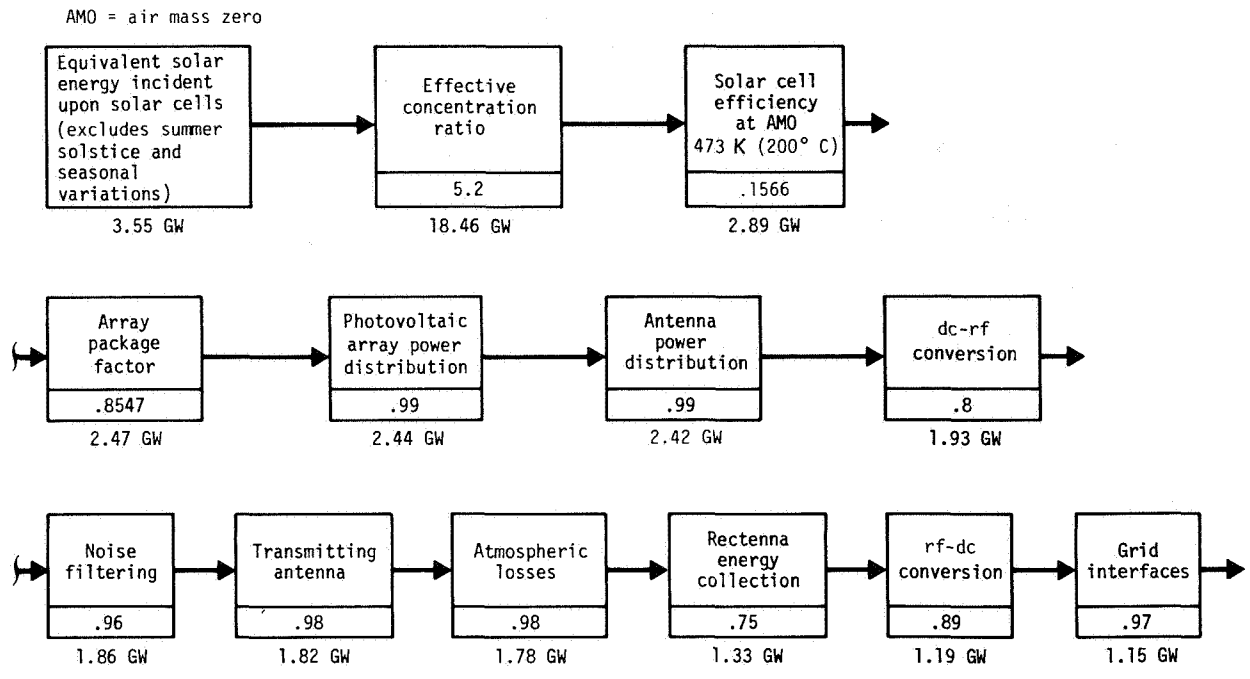 AMO = air mass zero
Equivalent solar
energy incident
upon solar cells
(excludes summer
solstice and
seasonal
variations)
3.55 GW
Effective
concentration
ratio
5.2
18.46 GW
Solar cell
efficiency
at AMO
473 K (200° C)
.1566
2.89 GW
Array
package
factor
.8547
2.47 GW
Photovoltaic
array power
distribution
.99
2.44 GW
Antenna
power
distribution
.99
2.42 GW
dc-rf
conversion
.8
1.93 GW
Noise
filtering
.96
1.86 GW
Transmitting
antenna
.98
1.82 GW
Atmospheric
losses
.98
1.78 GW
Rectenna
energy
collection
.75
1.33 GW
rf-dc
conversion
.89
1.19 GW
Grid
interfaces
.97
1.15 GW